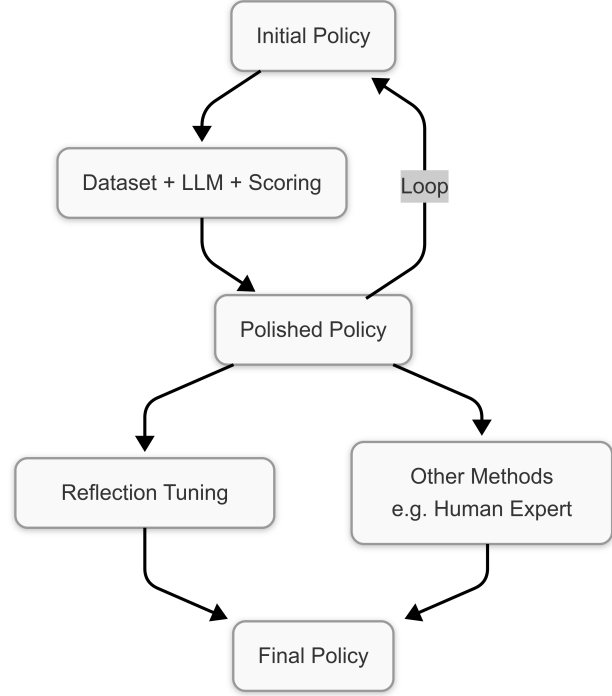 Initial Policy
Dataset + LLM + Scoring
Loop
Polished Policy
Reflection Tuning
Other Methods
e.g. Human Expert
Final Policy